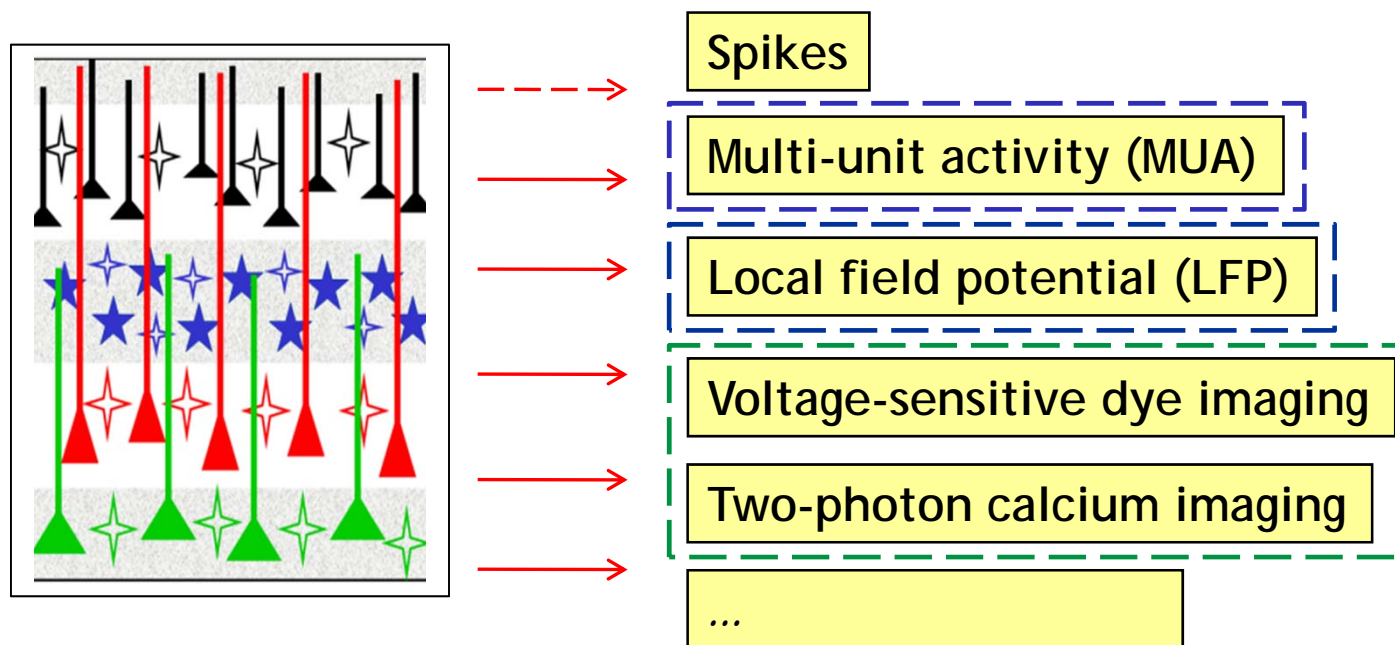 Spikes
Multi-unit activity (MUA)
Local field potential (LFP)
Voltage-sensitive dye imaging
Two-photon calcium imaging
...